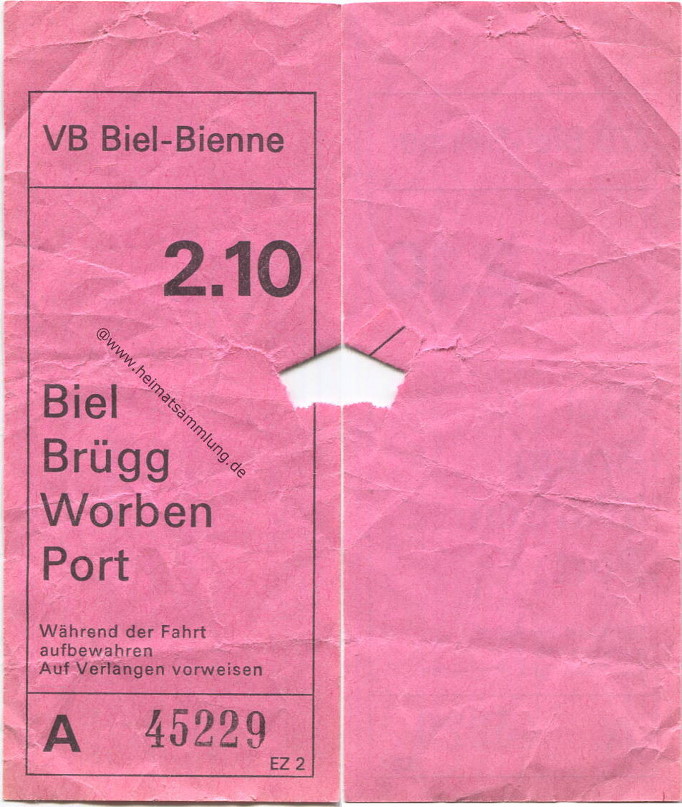 VB Biel-Bienne
2.10
@www.heimatsammlung.de
Biel
Brügg
Worben
Port
Während der Fahrt
aufbewahren
Auf Verlangen vorweisen
A 45229
EZ 2